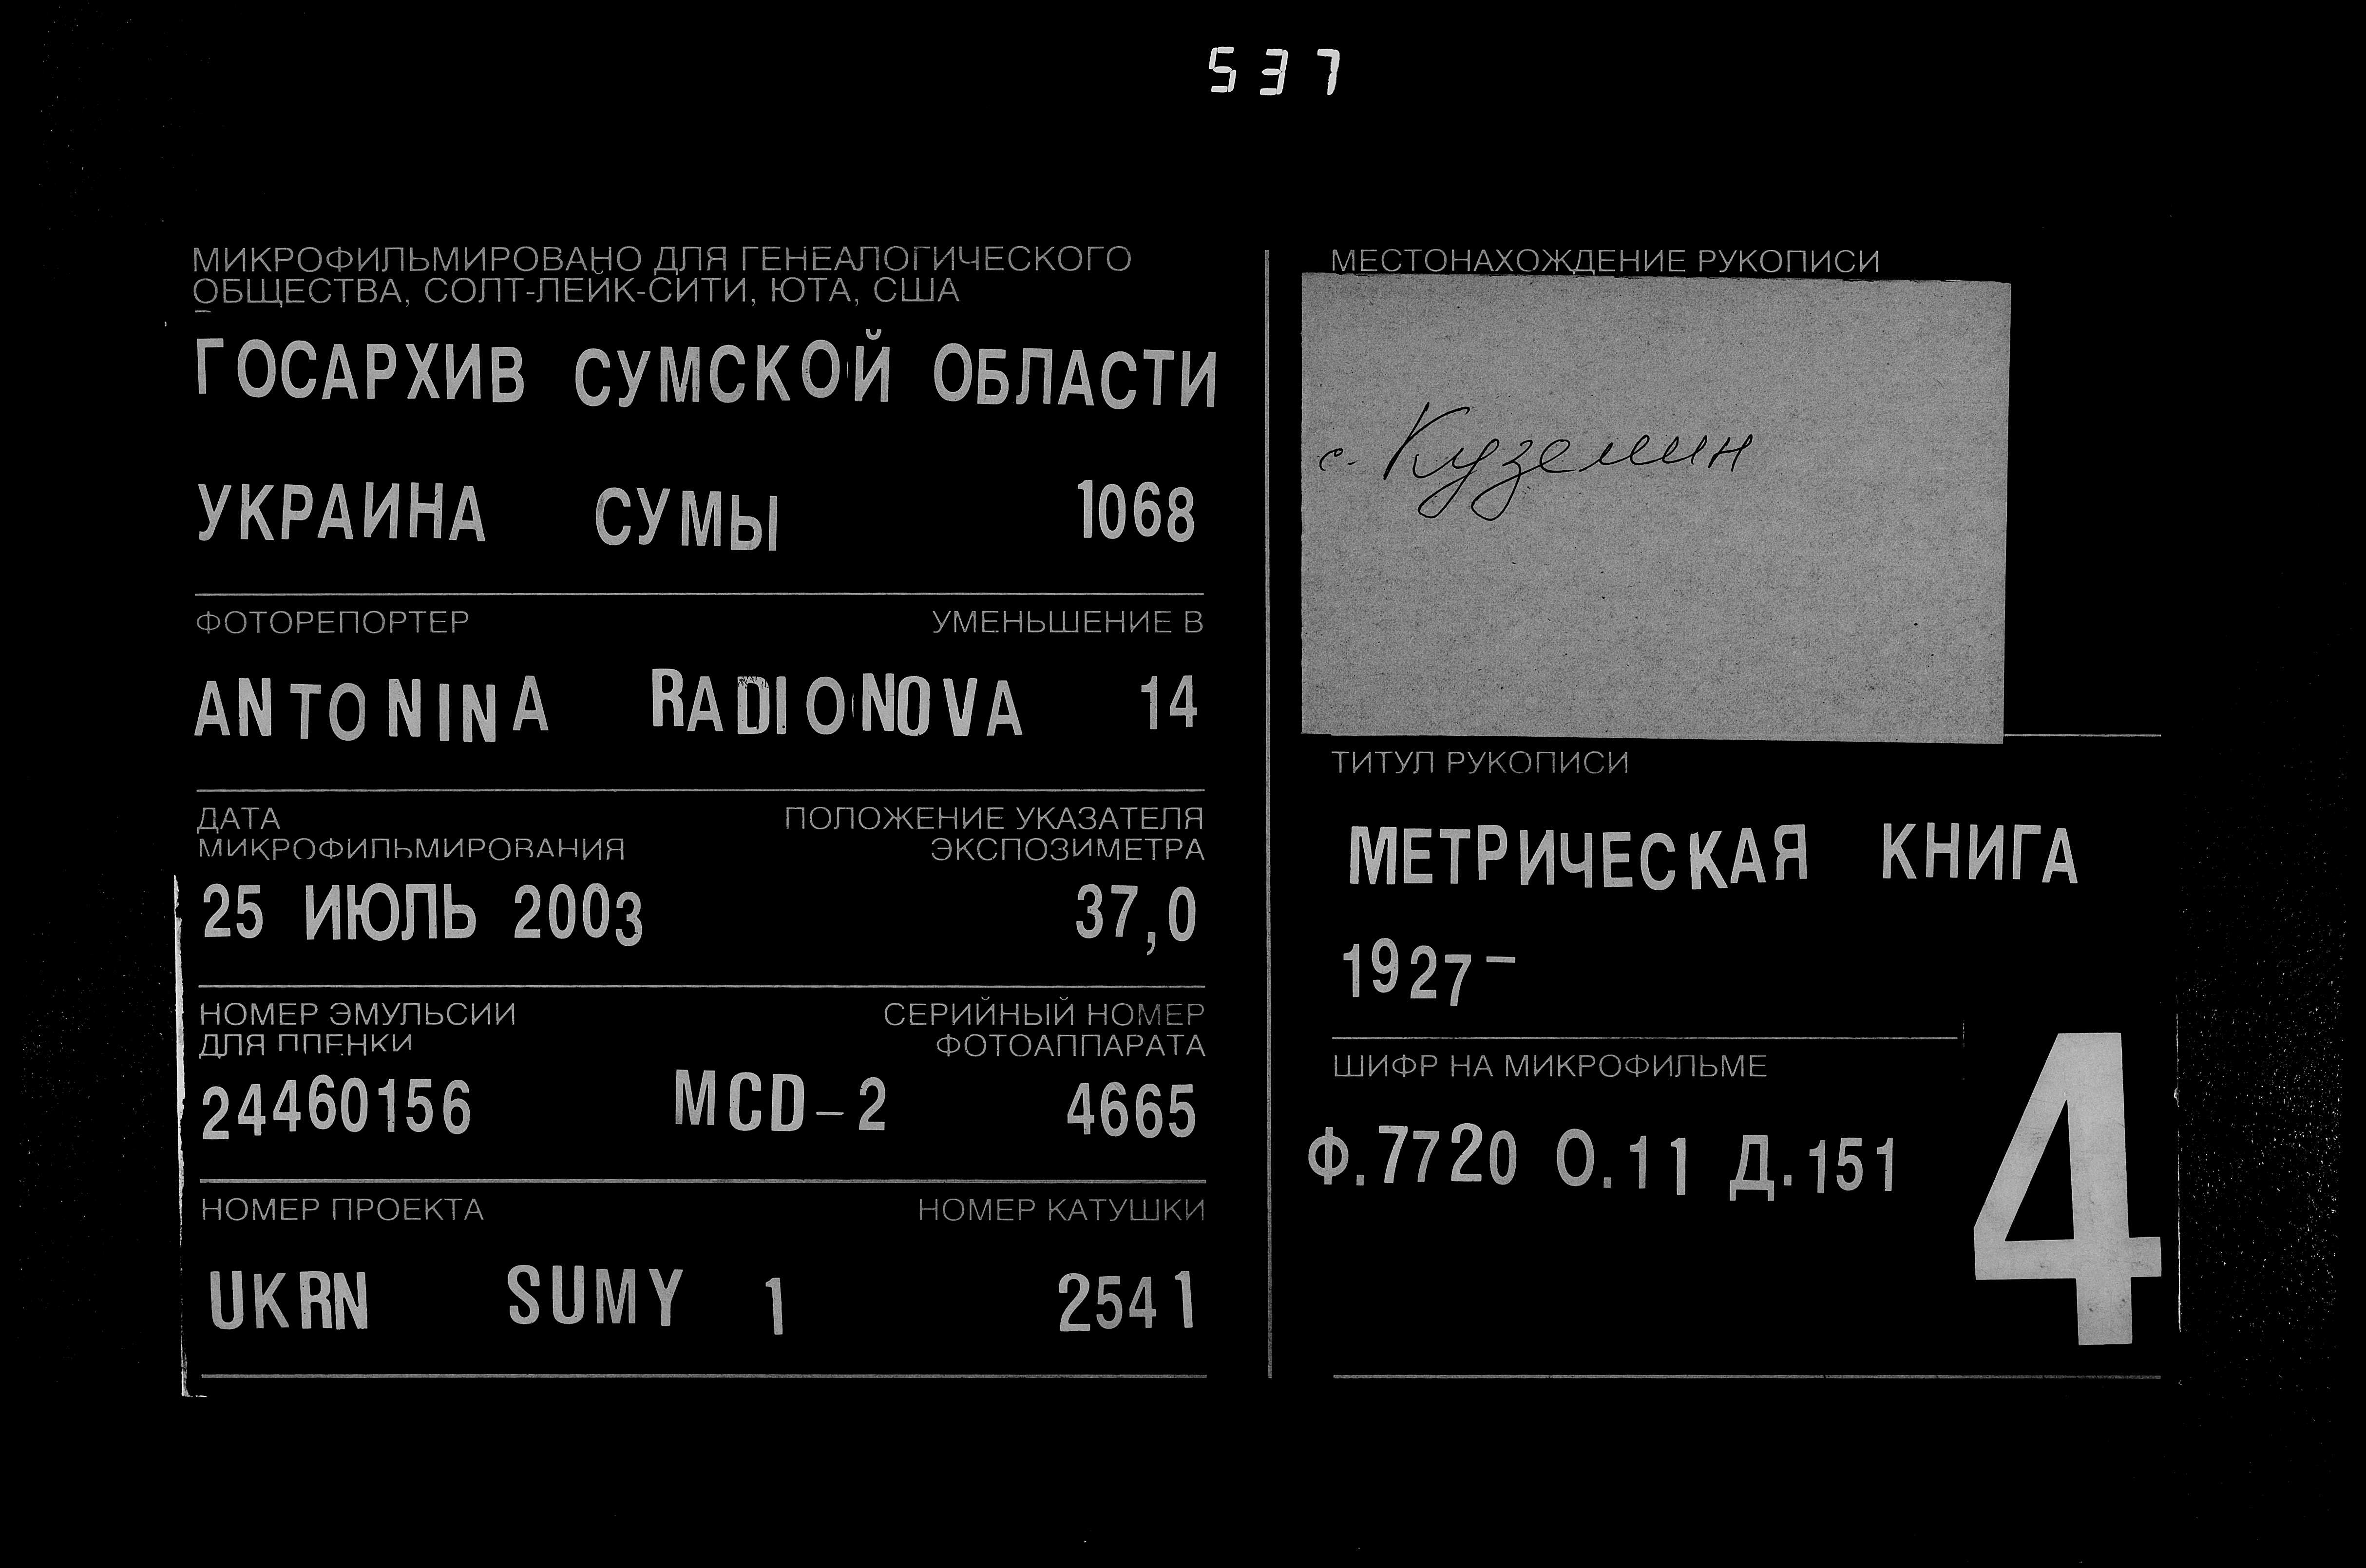 537
МИКРОФИЛЬМИРОВАНО ДЛЯ ГЕНЕАЛОГИЧЕСКОГО
ОБЩЕСТВА, СОЛТ-ЛЕЙК-СИТИ, ЮТА, США
ГОСАРХИВ СУМСКОЙ ОБЛАСТИ
УКРАИНА СУМЫ 1068
ФОТОРЕПОРТЕР УМЕНЬШЕНИЕ В
ANTONINA RADIONOVA 14
ДАТА ПОЛОЖЕНИЕ УКАЗАТЕЛЯ
МИКРОФИЛЬМИРОВАНИЯ ЭКСПОЗИМЕТРА
25 ИЮЛЬ 2003 37,0
НОМЕР ЭМУЛЬСИИ СЕРИЙНЫЙ НОМЕР
ДЛЯ ПЛЕНКИ ФОТОАППАРАТА
24460156 MCD-2 4665
НОМЕР ПРОЕКТА НОМЕР КАТУШКИ
UKRN SUMY 1 2541
МЕСТОНАХОЖДЕНИЕ РУКОПИСИ
с. Куземин
ТИТУЛ РУКОПИСИ
МЕТРИЧЕСКАЯ КНИГА
1927-
ШИФР НА МИКРОФИЛЬМЕ
Ф.7720 О.11 Д.151
4